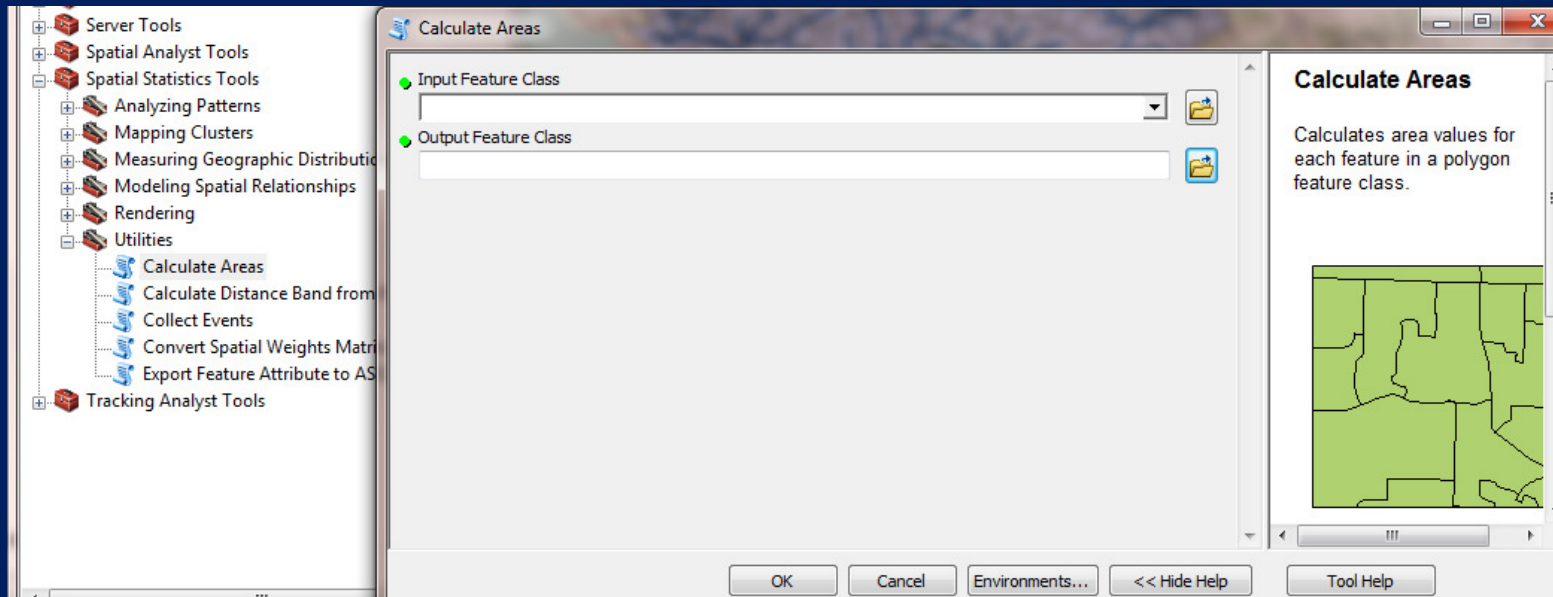 Server Tools
Spatial Analyst Tools
Spatial Statistics Tools
Analyzing Patterns
Mapping Clusters
Measuring Geographic Distributio
Modeling Spatial Relationships
Rendering
Utilities
Calculate Areas
Calculate Distance Band from
Collect Events
Convert Spatial Weights Matri
Export Feature Attribute to AS
Tracking Analyst Tools
Calculate Areas
Input Feature Class
Output Feature Class
OK
Cancel
Environments...
<< Hide Help
Calculate Areas
Calculates area values for
each feature in a polygon
feature class.
Tool Help